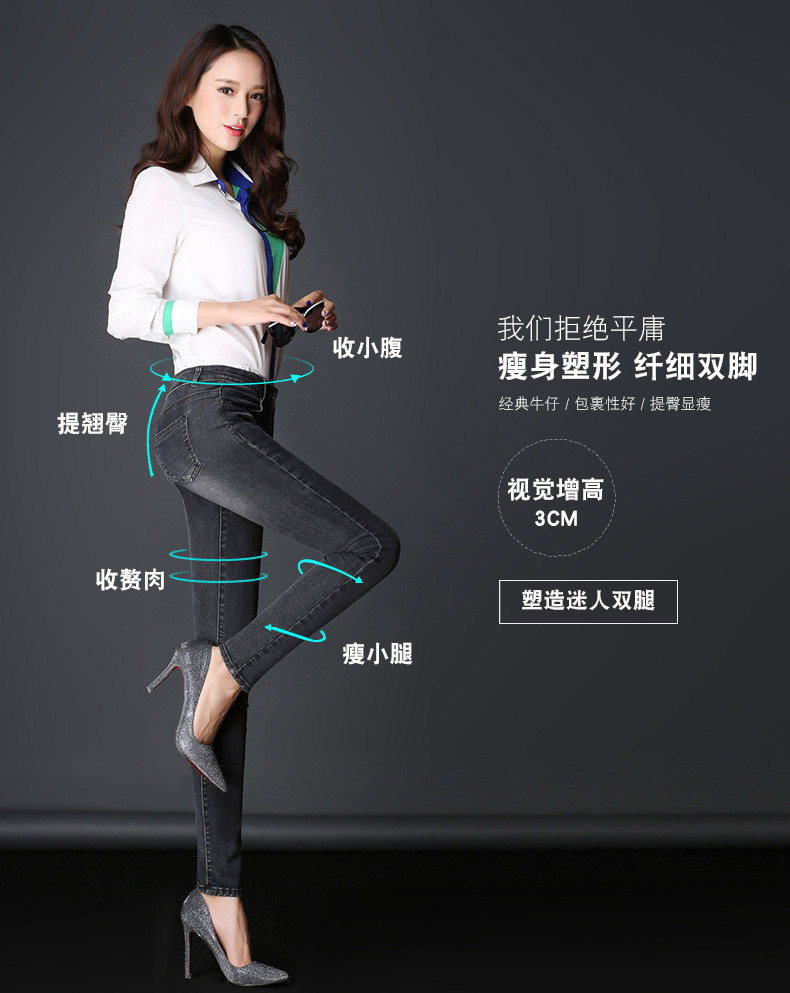 收小腹
提翘臀
收赘肉
瘦小腿
我们拒绝平庸
瘦身塑形 纤细双脚
经典牛仔 / 包裹性好 / 提臀显瘦
视觉增高
3CM
塑造迷人双腿